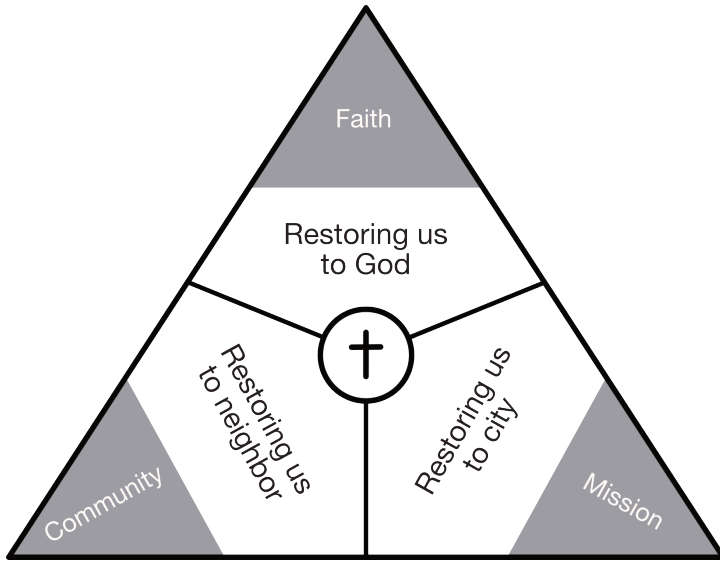 Faith
Restoring us
to God
Restoring us
to neighbor
Restoring us
to city
Community
Mission